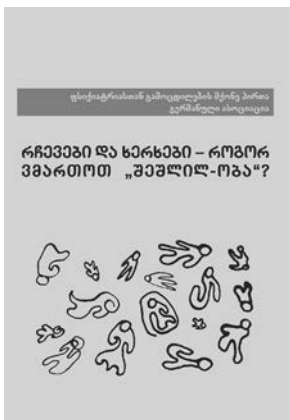 ფსიქიატრიასთან გამოცდილების მქონე პირთა
გერმანული ასოციაცია
რჩევები და ხერხები – როგორ
ვმართოთ „შეშლილ-ობა“?